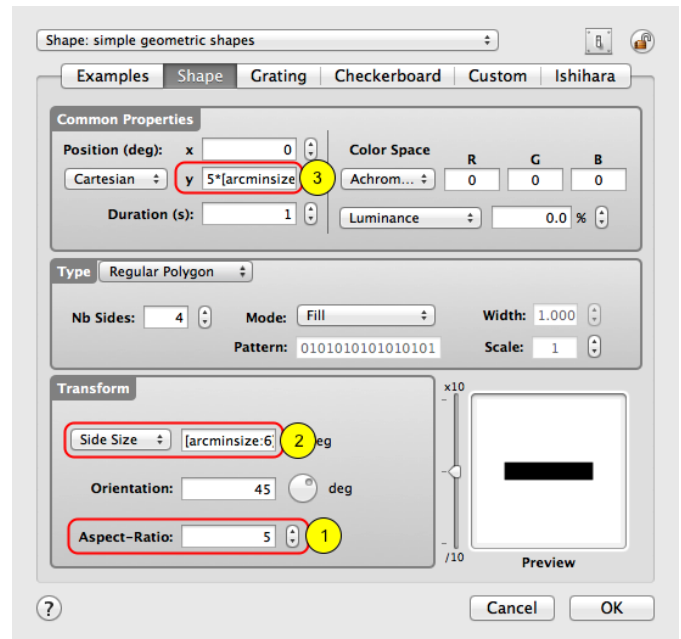 Shape: simple geometric shapes
Examples Shape Grating Checkerboard Custom Ishihara
Common Properties
Position (deg): x 0 Color Space R G B
Cartesian y 5*[arcminsize 3 Achrom... 0 0 0
Duration (s): 1 Luminance 0.0 %
Type Regular Polygon
Nb Sides: 4 Mode: Fill Width: 1.000
Pattern: 0101010101010101 Scale: 1
Transform x10
Side Size [arcminsize:6] 2 eg
Orientation: 45 deg
Aspect-Ratio: 5 1
/10 Preview
? Cancel OK